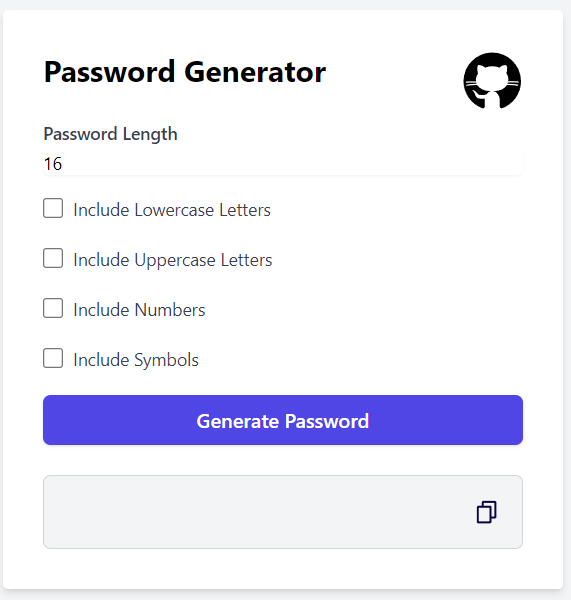 Password Generator
Password Length
16
Include Lowercase Letters
Include Uppercase Letters
Include Numbers
Include Symbols
Generate Password